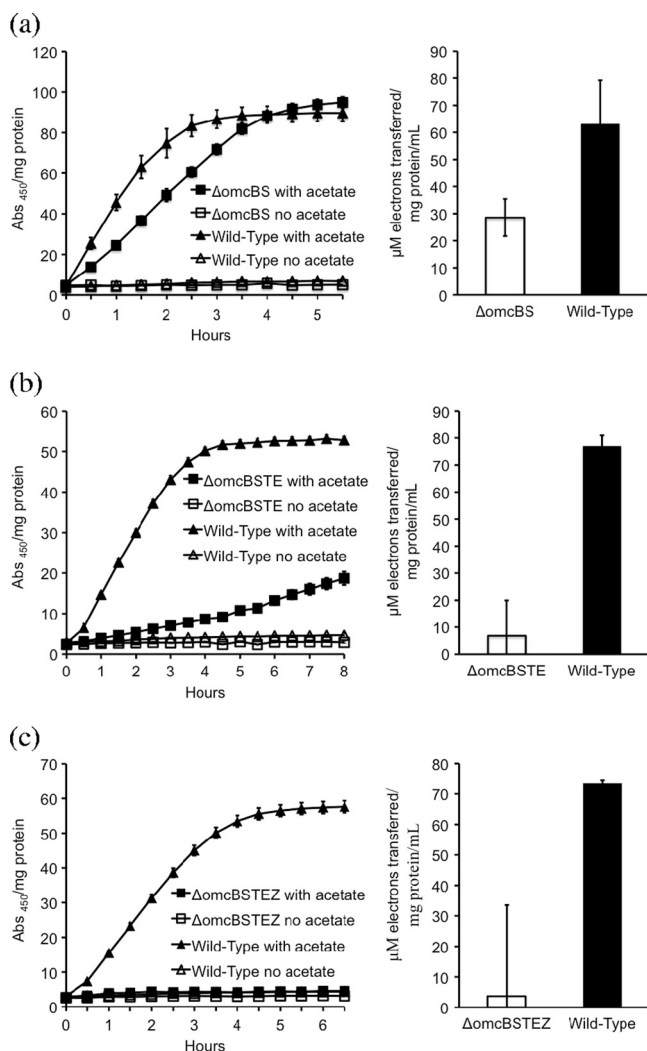 (a)
120
100
80
60
40
20
0
Abs 450/mg protein
ΔomcBS with acetate
ΔomcBS no acetate
Wild-Type with acetate
Wild-Type no acetate
0 1 2 3 4 5
Hours
90
80
70
60
50
40
30
20
10
0
µM electrons transferred/
mg protein/mL
ΔomcBS Wild-Type
(b)
60
50
40
30
20
10
0
Abs 450/mg protein
ΔomcBSTE with acetate
ΔomcBSTE no acetate
Wild-Type with acetate
Wild-Type no acetate
0 1 2 3 4 5 6 7 8
Hours
90
80
70
60
50
40
30
20
10
0
µM electrons transferred/
mg protein/mL
ΔomcBSTE Wild-Type
(c)
70
60
50
40
30
20
10
0
Abs 450/mg protein
ΔomcBSTEZ with acetate
ΔomcBSTEZ no acetate
Wild-Type with acetate
Wild-Type no acetate
0 1 2 3 4 5 6
Hours
80
70
60
50
40
30
20
10
0
µM electrons transferred/
mg protein/mL
ΔomcBSTEZ Wild-Type